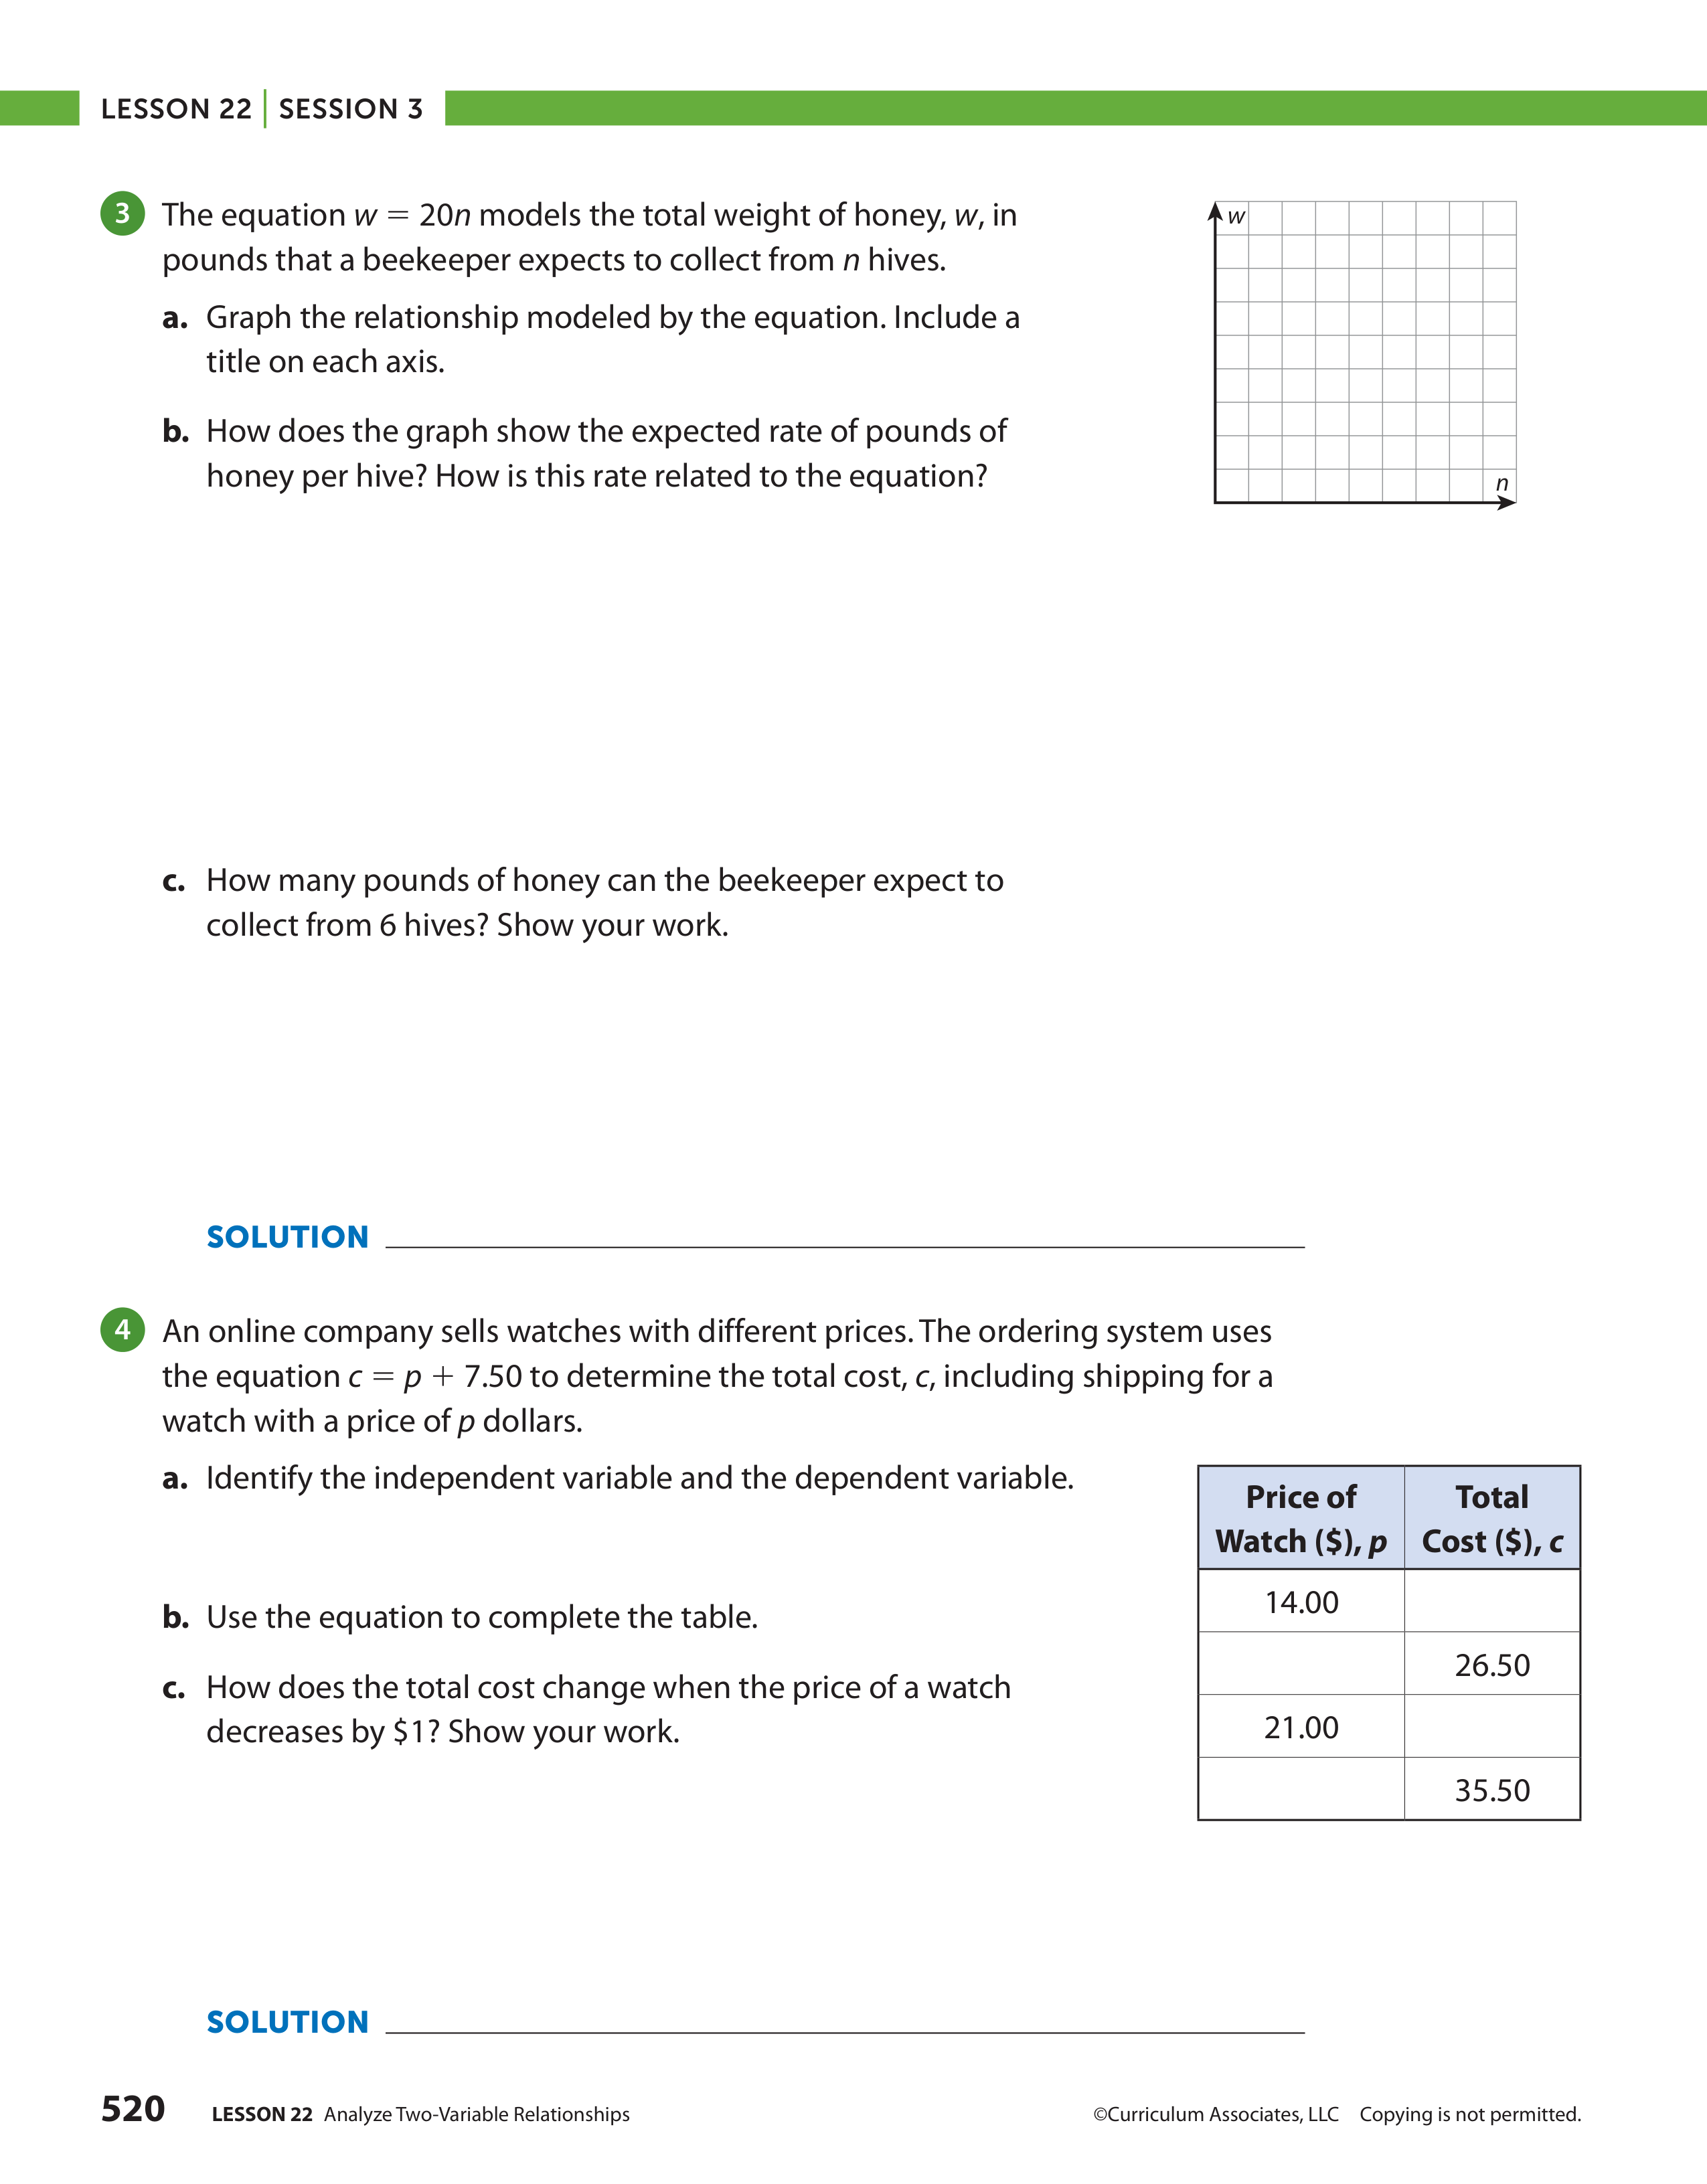 LESSON 22 | SESSION 3
3 The equation w = 20n models the total weight of honey, w, in
pounds that a beekeeper expects to collect from n hives.
a. Graph the relationship modeled by the equation. Include a
title on each axis.
w
n
b. How does the graph show the expected rate of pounds of
honey per hive? How is this rate related to the equation?
c. How many pounds of honey can the beekeeper expect to
collect from 6 hives? Show your work.
SOLUTION
4 An online company sells watches with different prices. The ordering system uses
the equation c = p + 7.50 to determine the total cost, c, including shipping for a
watch with a price of p dollars.
a. Identify the independent variable and the dependent variable.
b. Use the equation to complete the table.
c. How does the total cost change when the price of a watch
decreases by $1? Show your work.
Price of Total
Watch ($), p Cost ($), c
14.00
26.50
21.00
35.50
SOLUTION
520 LESSON 22 Analyze Two-Variable Relationships ©Curriculum Associates, LLC Copying is not permitted.